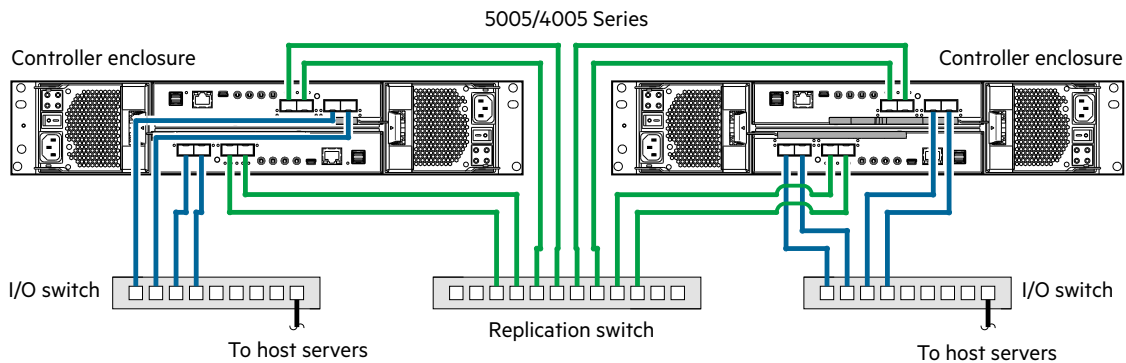 5005/4005 Series
Controller enclosure
Controller enclosure
I/O switch
I/O switch
Replication switch
To host servers
To host servers